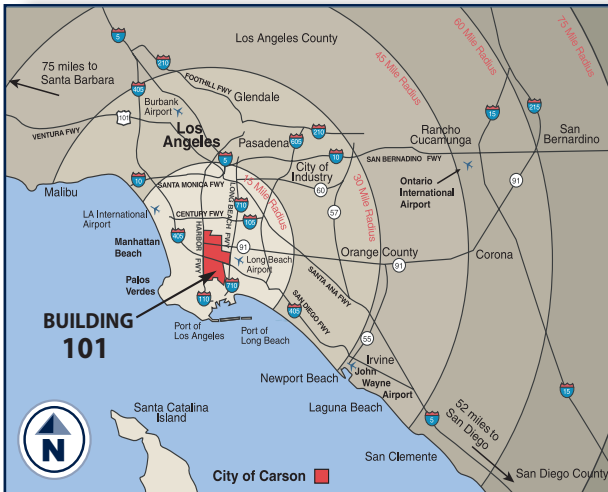 5
Los Angeles County
45 Mile Radius
60 Mile Radius
75 Mile Radius
75 miles to
Santa Barbara
210
FOOTHILL FWY
405
Glendale
15
215
Burbank
Airport
101
VENTURA FWY
Los
Angeles
Pasadena
605
210
Rancho
Cucamunga
San
Bernardino
5
City of
Industry
10
SAN BERNADINO FWY
Malibu
10
SANTA MONICA FWY
LONG BEACH FWY
15 Mile Radius
60
Ontario
International
Airport
91
LA International
Airport
CENTURY FWY
710
105
57
30 Mile Radius
405
Manhattan
Beach
HARBOR FWY
91
Long Beach
Airport
Orange County
91
Corona
Palos
Verdes
110
710
SAN DIEGO FWY
SANTA ANA FWY
405
BUILDING
101
Port of
Los Angeles
Port of
Long Beach
55
Irvine
John
Wayne
Airport
Newport Beach
15
Laguna Beach
Santa Catalina
Island
5
52 miles to
San Diego
N
San Clemente
City of Carson
San Diego County